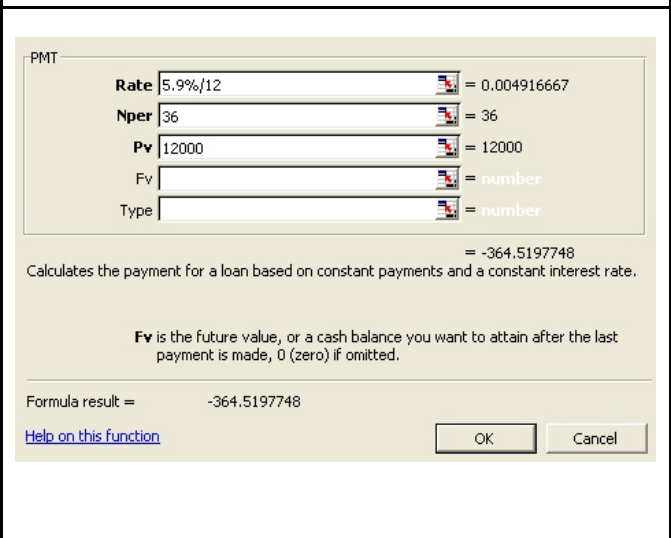 PMT
Rate 5.9%/12 = 0.004916667
Nper 36 = 36
Pv 12000 = 12000
Fv = number
Type = number
= -364.5197748
Calculates the payment for a loan based on constant payments and a constant interest rate.
Fv is the future value, or a cash balance you want to attain after the last
payment is made, 0 (zero) if omitted.
Formula result = -364.5197748
Help on this function OK Cancel